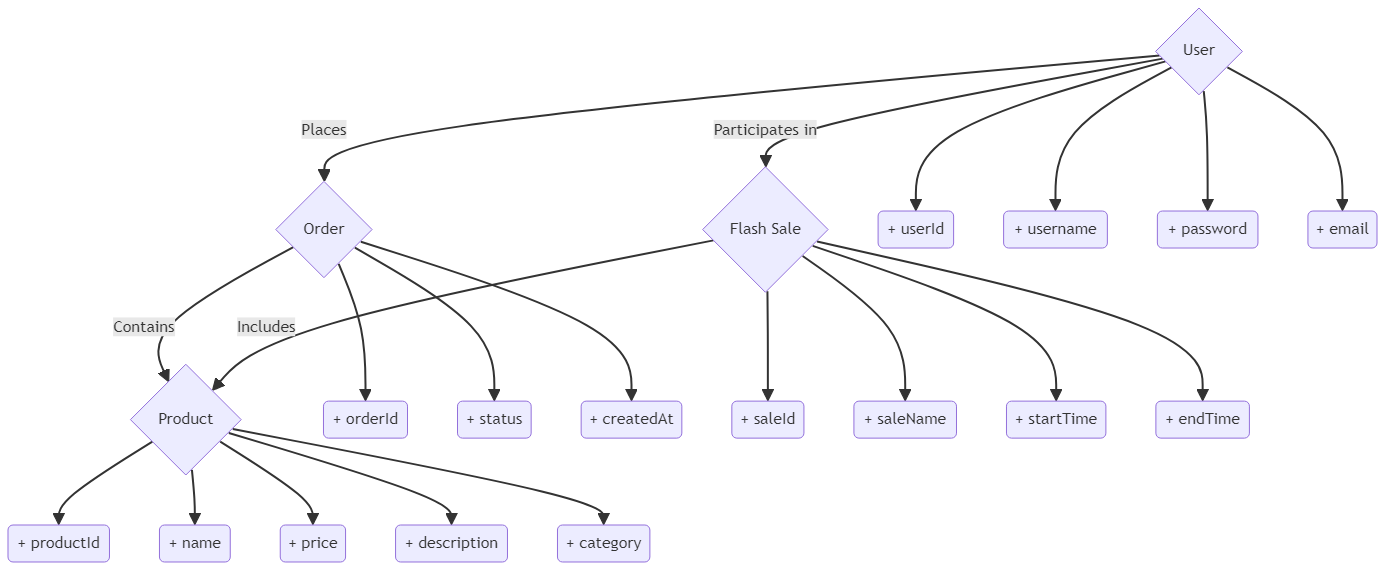 User
Places
Participates in
Order
Flash Sale
+ userId
+ username
+ password
+ email
Contains
Includes
Product
+ orderId
+ status
+ createdAt
+ saleId
+ saleName
+ startTime
+ endTime
+ productId
+ name
+ price
+ description
+ category